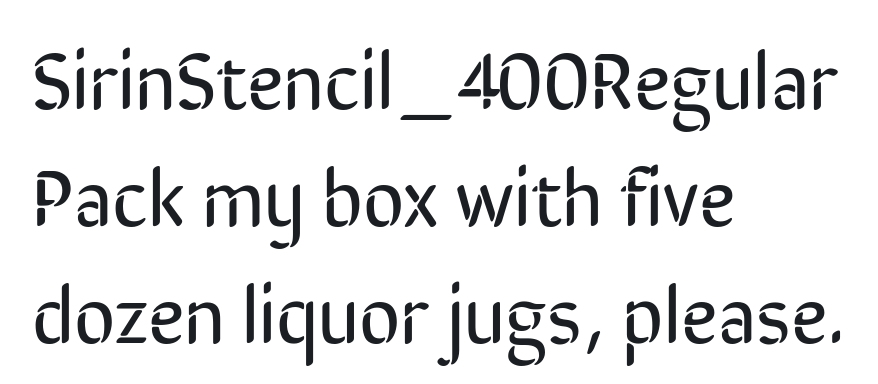 SirinStencil_400Regular
Pack my box with five
dozen liquor jugs, please.